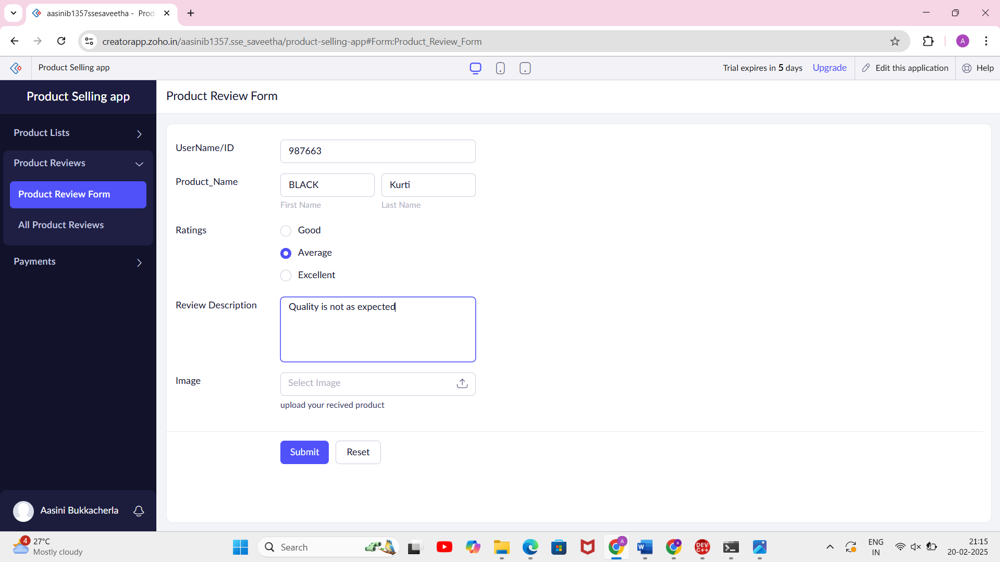 aasinib1357ssesaveetha - Prod
creatorapp.zoho.in/aasinib1357.sse_saveetha/product-selling-app#Form:Product_Review_Form
A
Product Selling app
Trial expires in 5 days
Upgrade
Edit this application
Help
Product Selling app
Product Lists
Product Reviews
Product Review Form
All Product Reviews
Payments
Aasini Bukkacherla
Product Review Form
UserName/ID
987663
Product_Name
BLACK
Kurti
First Name
Last Name
Ratings
Good
Average
Excellent
Review Description
Quality is not as expected
Image
Select Image
upload your recived product
Submit
Reset
4
27°C
Mostly cloudy
Search
A
W
a
DEV
C++
ENG
IN
21:15
20-02-2025